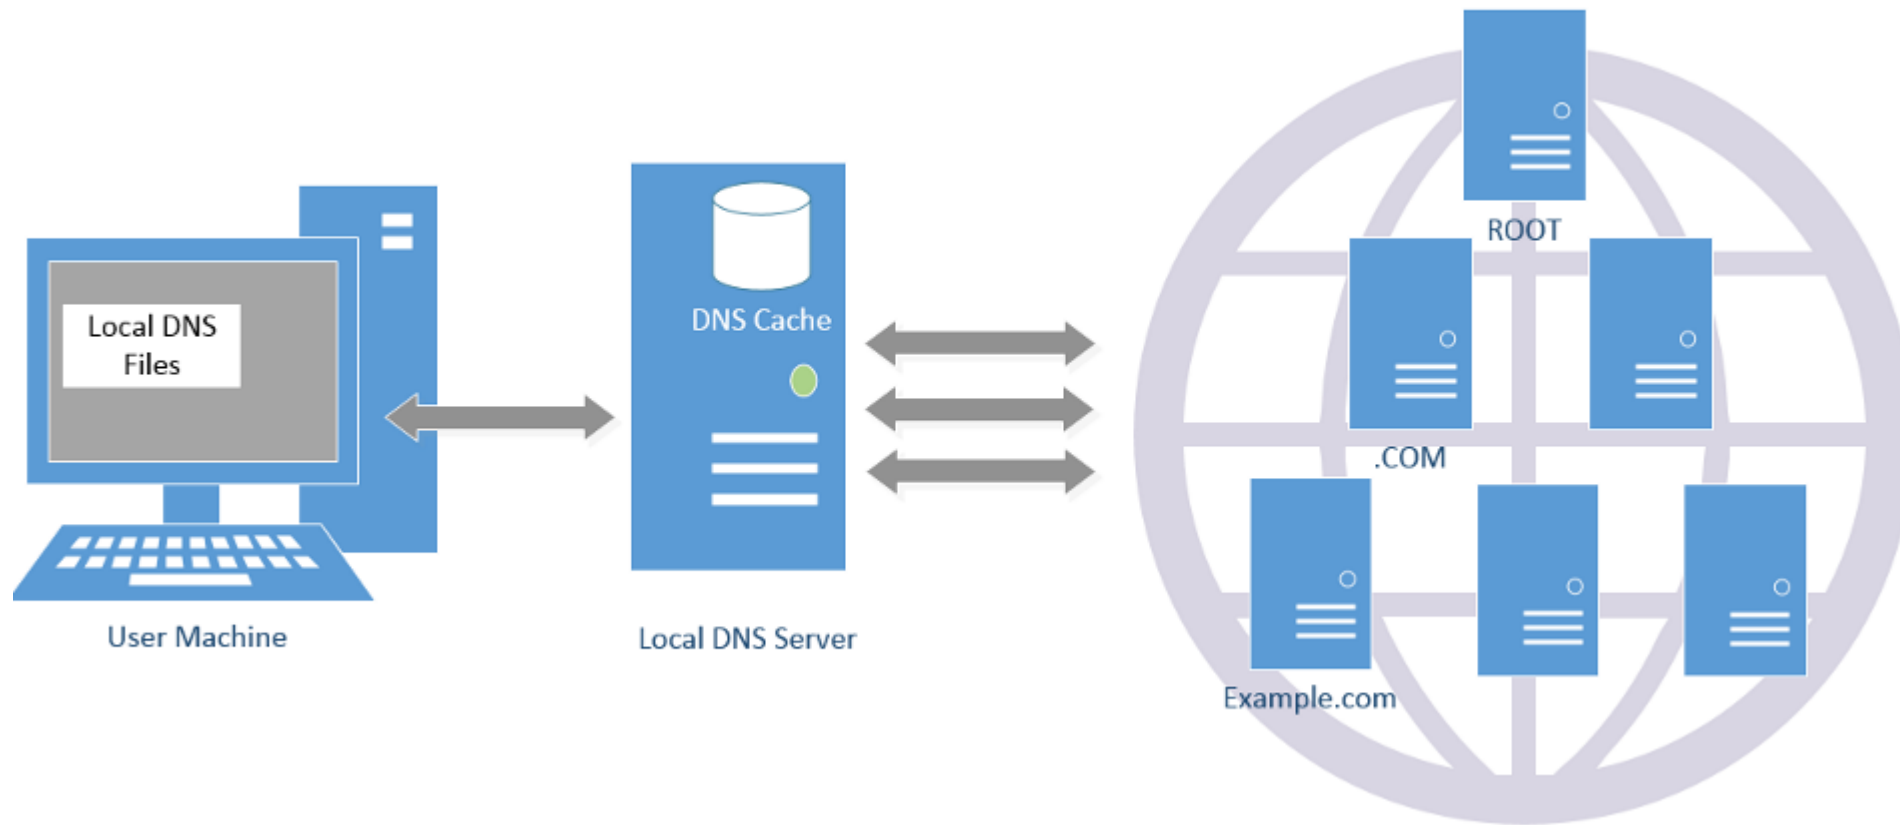 Local DNS
Files
User Machine
DNS Cache
Local DNS Server
ROOT
.COM
Example.com